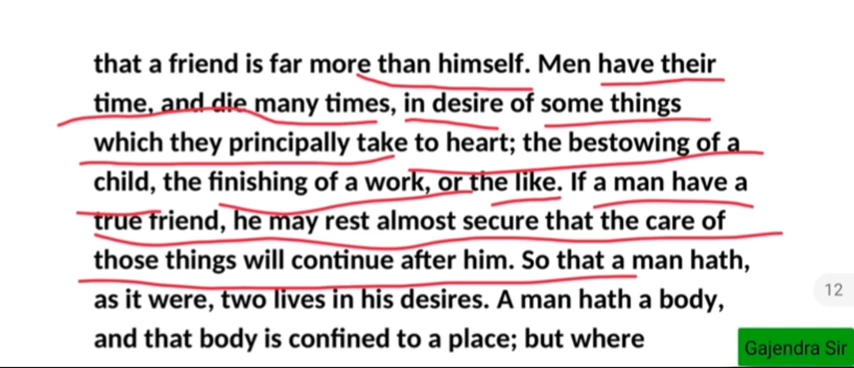 that a friend is far more than himself. Men have their
time, and die many times, in desire of some things
which they principally take to heart; the bestowing of a
child, the finishing of a work, or the like. If a man have a
true friend, he may rest almost secure that the care of
those things will continue after him. So that a man hath,
as it were, two lives in his desires. A man hath a body,
12
and that body is confined to a place; but where
Gajendra Sir